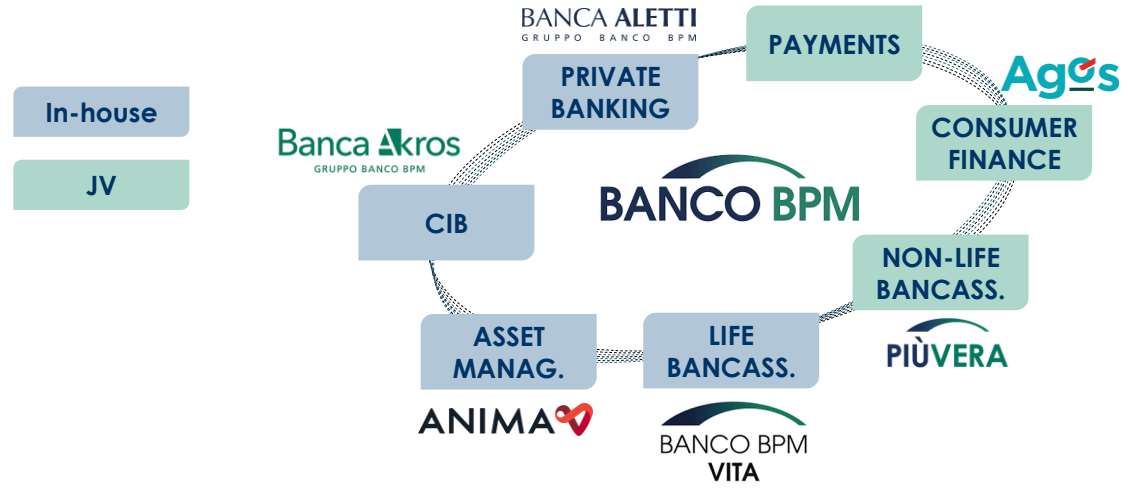 BANCA ALETTI
GRUPPO BANCO BPM
PAYMENTS
PRIVATE
BANKING
Agos
In-house
CONSUMER
FINANCE
Banca Akros
GRUPPO BANCO BPM
JV
BANCO BPM
CIB
NON-LIFE
BANCASS.
ASSET
MANAG.
LIFE
BANCASS.
PIÙVERA
ANIMA
BANCO BPM
VITA